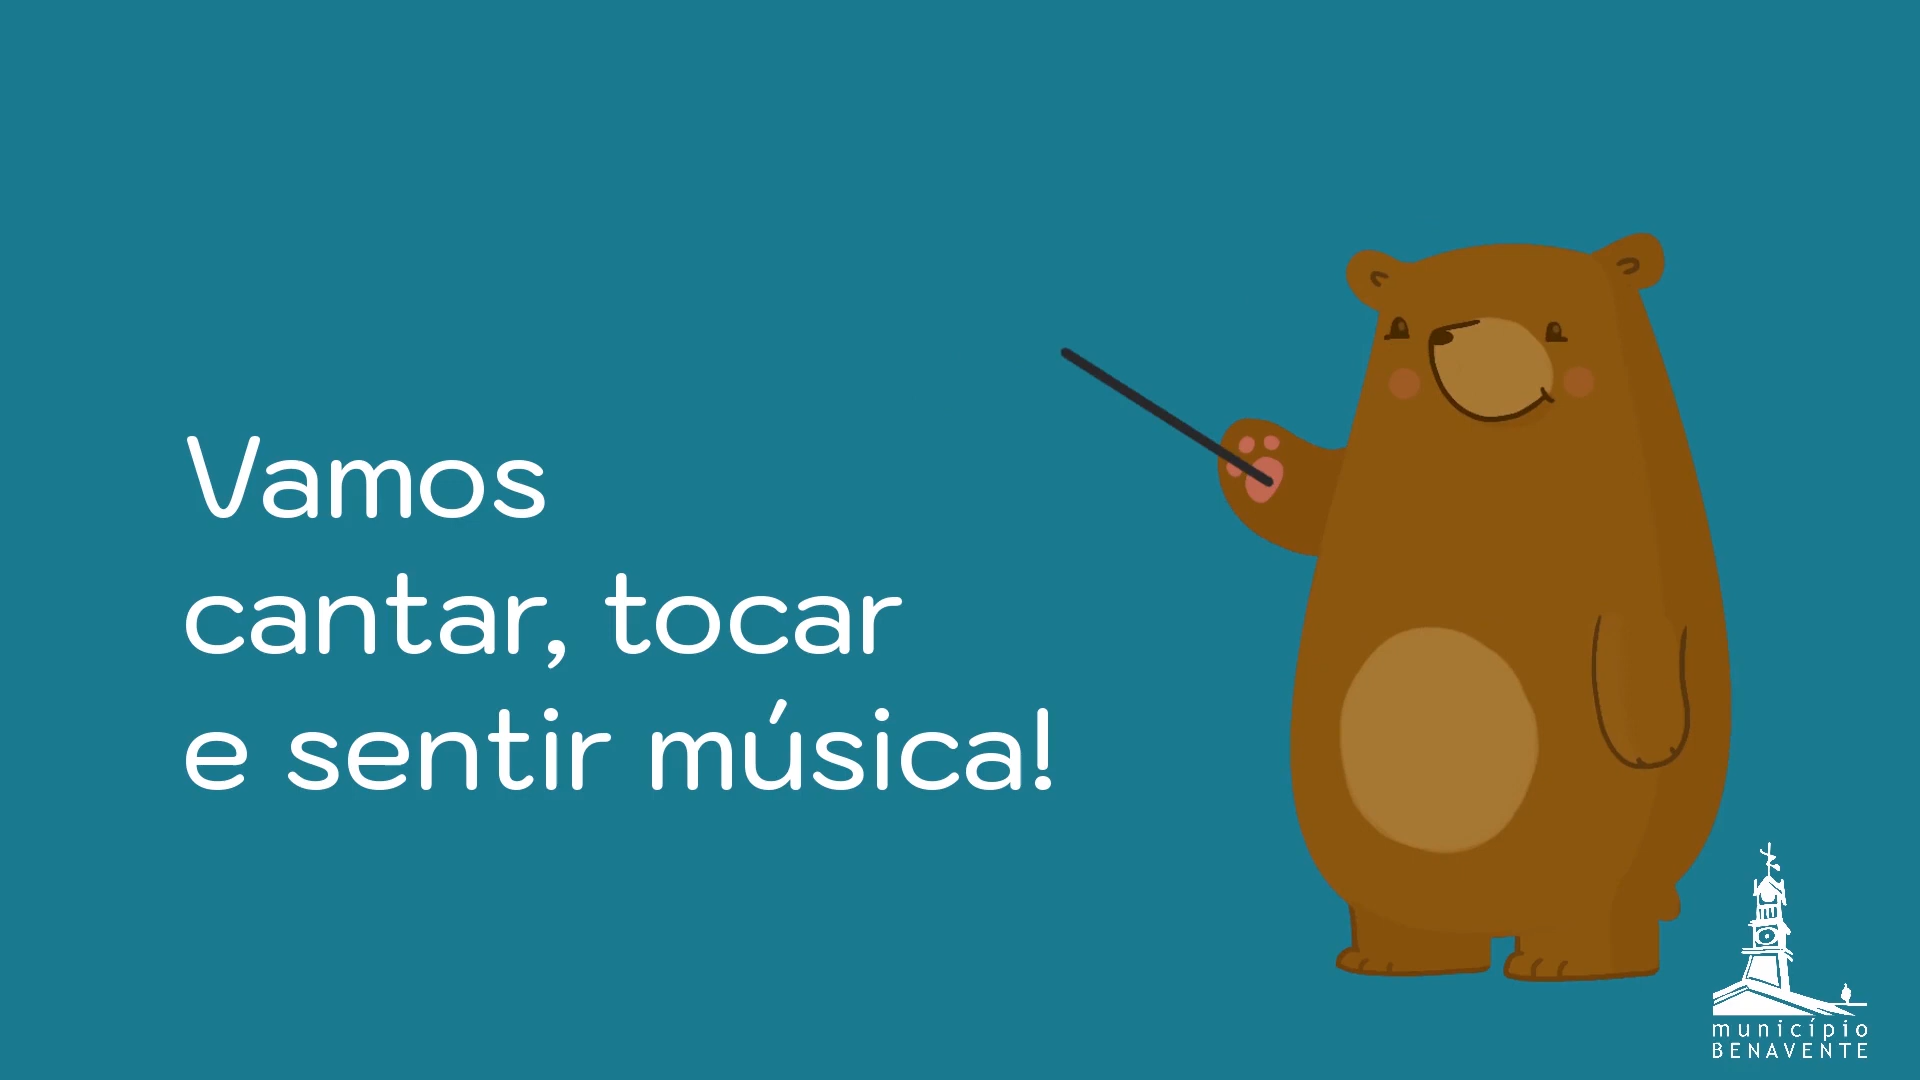 Vamos
cantar, tocar
e sentir música!
município
BENAVENTE